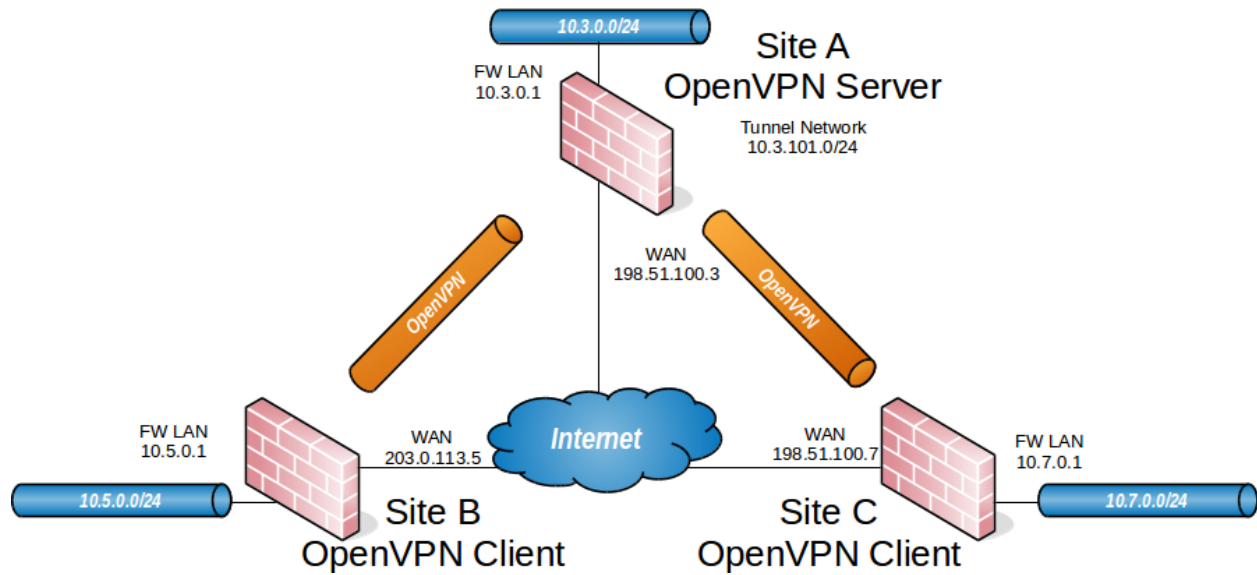 10.3.0.0/24
Site A
OpenVPN Server
FW LAN
10.3.0.1
Tunnel Network
10.3.101.0/24
WAN
198.51.100.3
OpenVPN
OpenVPN
Internet
FW LAN
10.5.0.1
WAN
203.0.113.5
WAN
198.51.100.7
FW LAN
10.7.0.1
10.5.0.0/24
10.7.0.0/24
Site B
OpenVPN Client
Site C
OpenVPN Client